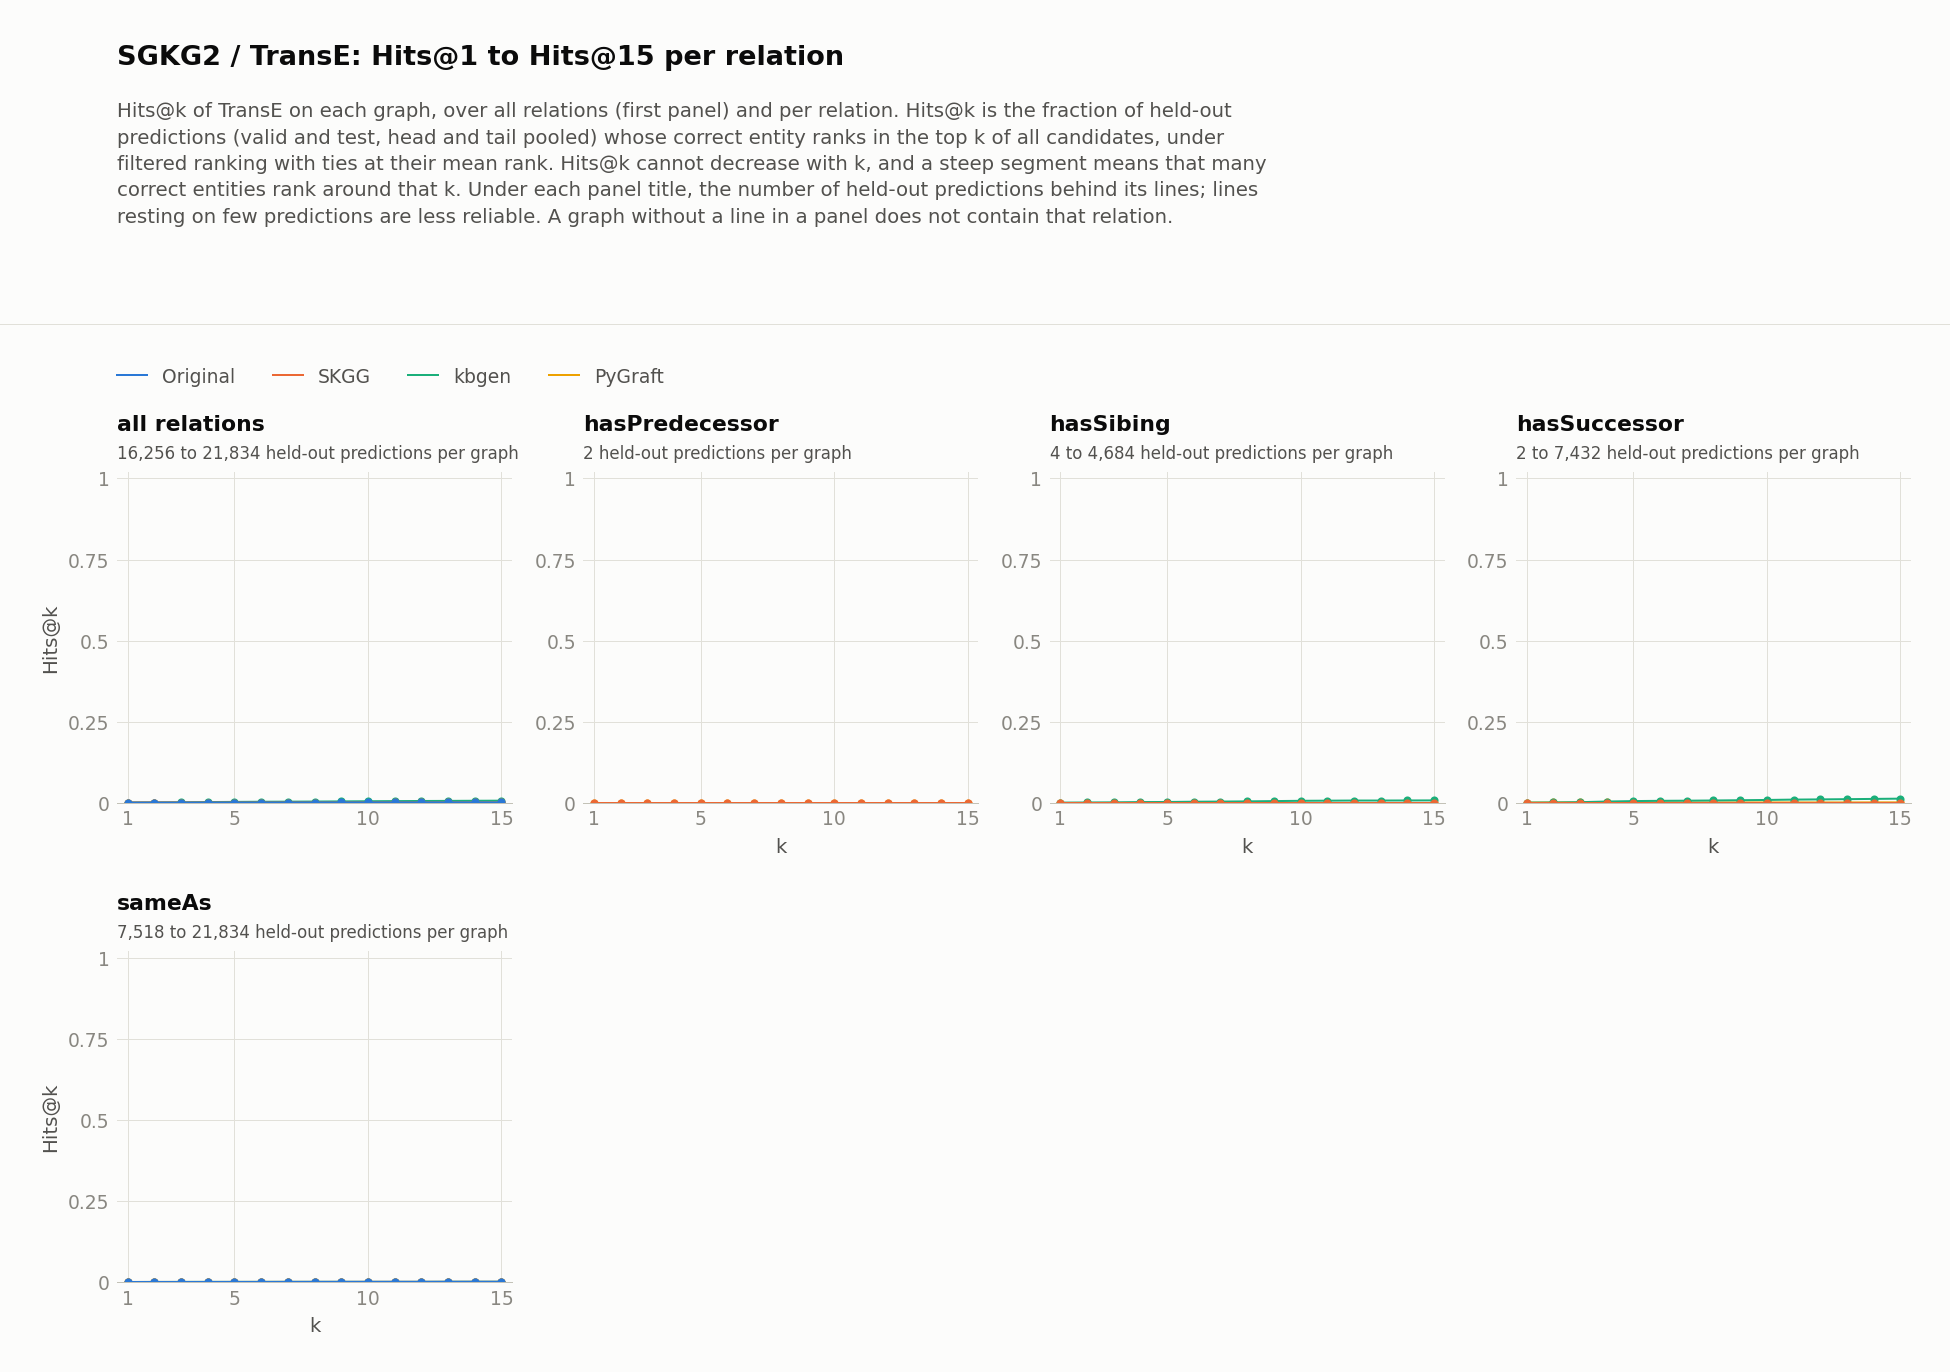 SGKG2 / TransE: Hits@1 to Hits@15 per relation
Hits@k of TransE on each graph, over all relations (first panel) and per relation. Hits@k is the fraction of held-out
predictions (valid and test, head and tail pooled) whose correct entity ranks in the top k of all candidates, under
filtered ranking with ties at their mean rank. Hits@k cannot decrease with k, and a steep segment means that many
correct entities rank around that k. Under each panel title, the number of held-out predictions behind its lines; lines
resting on few predictions are less reliable. A graph without a line in a panel does not contain that relation.
Original SKGG kbgen PyGraft
all relations
16,256 to 21,834 held-out predictions per graph
Hits@k
1
0.75
0.5
0.25
0
1 5 10 15
hasPredecessor
2 held-out predictions per graph
1
0.75
0.5
0.25
0
1 5 10 15
k
hasSibing
4 to 4,684 held-out predictions per graph
1
0.75
0.5
0.25
0
1 5 10 15
k
hasSuccessor
2 to 7,432 held-out predictions per graph
1
0.75
0.5
0.25
0
1 5 10 15
k
sameAs
7,518 to 21,834 held-out predictions per graph
Hits@k
1
0.75
0.5
0.25
0
1 5 10 15
k